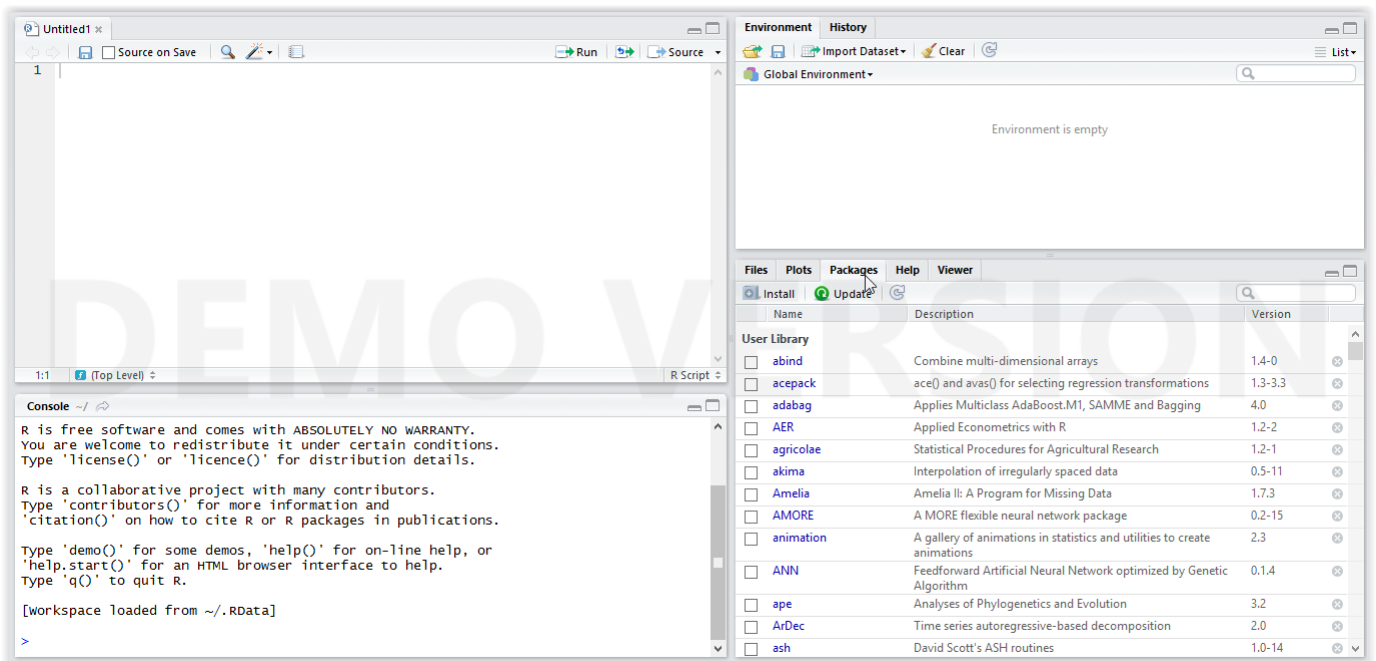 Untitled1
Source on Save
Run
Source
1
1:1
(Top Level)
R Script
Console ~/
R is free software and comes with ABSOLUTELY NO WARRANTY.
You are welcome to redistribute it under certain conditions.
Type 'license()' or 'licence()' for distribution details.
R is a collaborative project with many contributors.
Type 'contributors()' for more information and
'citation()' on how to cite R or R packages in publications.
Type 'demo()' for some demos, 'help()' for on-line help, or
'help.start()' for an HTML browser interface to help.
Type 'q()' to quit R.
[Workspace loaded from ~/.RData]
>
Environment History
Import Dataset Clear List
Global Environment
Environment is empty
Files Plots Packages Help Viewer
Install Update
Name Description Version
User Library
abind Combine multi-dimensional arrays 1.4-0
acepack ace() and avas() for selecting regression transformations 1.3-3.3
adabag Applies Multiclass AdaBoost.M1, SAMME and Bagging 4.0
AER Applied Econometrics with R 1.2-2
agricolae Statistical Procedures for Agricultural Research 1.2-1
akima Interpolation of irregularly spaced data 0.5-11
Amelia Amelia II: A Program for Missing Data 1.7.3
AMORE A MORE flexible neural network package 0.2-15
animation A gallery of animations in statistics and utilities to create 2.3
animations
ANN Feedforward Artificial Neural Network optimized by Genetic 0.1.4
Algorithm
ape Analyses of Phylogenetics and Evolution 3.2
ArDec Time series autoregressive-based decomposition 2.0
ash David Scott's ASH routines 1.0-14
DEMO VERSION